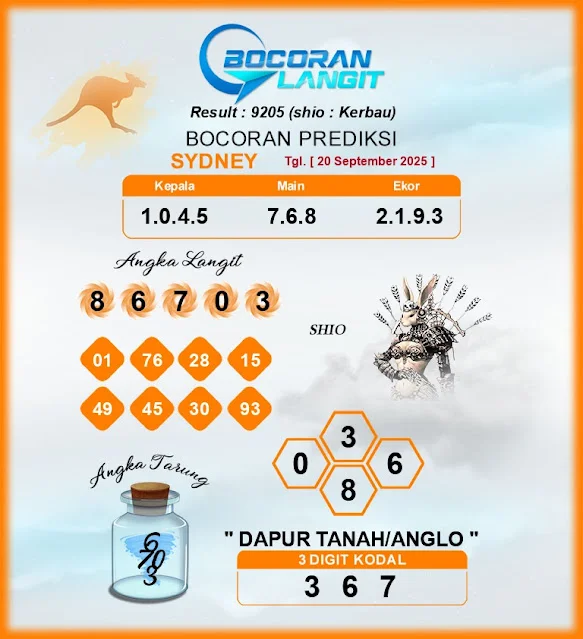 BOCORAN
LANGIT
Result : 9205 (shio : Kerbau)
BOCORAN PREDIKSI
SYDNEY Tgl. [ 20 September 2025 ]
Kepala Main Ekor
1.0.4.5 7.6.8 2.1.9.3
Angka Langit
8 6 7 0 3
SHIO
01 76 28 15
49 45 30 93
3
0 6
8
Angka Tarung
6
70
3
" DAPUR TANAH/ANGLO "
3 DIGIT KODAL
3 6 7